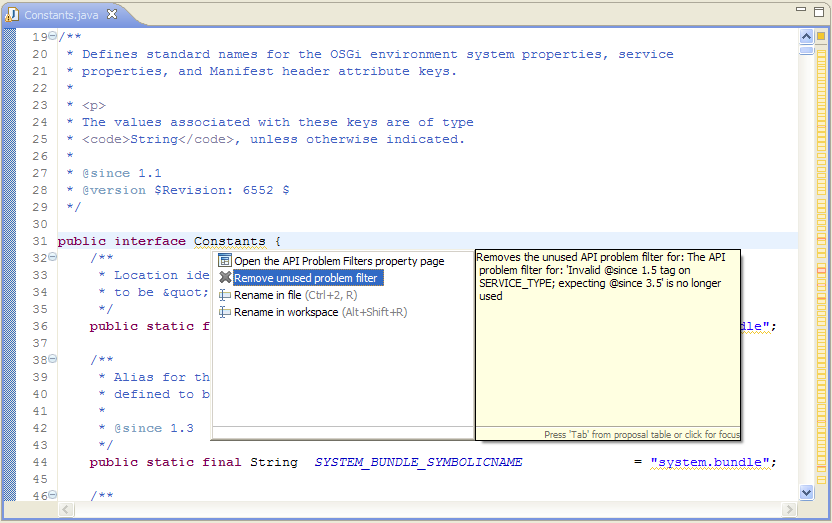 Constants.java
19 /**
20 * Defines standard names for the OSGi environment system properties, service
21 * properties, and Manifest header attribute keys.
22 *
23 * <p>
24 * The values associated with these keys are of type
25 * <code>String</code>, unless otherwise indicated.
26 *
27 * @since 1.1
28 * @version $Revision: 6552 $
29 */
30
31 public interface Constants {
32 /**
33 * Location ide
34 * to be &quot;
35 */
36 public static f dle";
37
38 /**
39 * Alias for th
40 * defined to b
41 *
42 * @since 1.3
43 */
44 public static final String SYSTEM_BUNDLE_SYMBOLICNAME = "system.bundle";
45
46 /**
Open the API Problem Filters property page
Remove unused problem filter
Rename in file (Ctrl+2, R)
Rename in workspace (Alt+Shift+R)
Removes the unused API problem filter for: The API
problem filter for: 'Invalid @since 1.5 tag on
SERVICE_TYPE; expecting @since 3.5' is no longer
used
Press 'Tab' from proposal table or click for focus